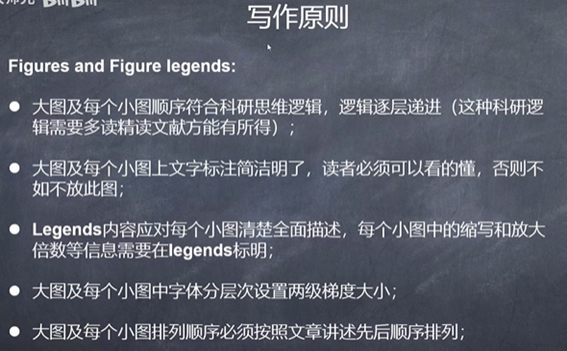 写作原则
Figures and Figure legends:
● 大图及每个小图顺序符合科研思维逻辑，逻辑逐层递进（这种科研逻
辑需要多读精读文献方能有所得）；
● 大图及每个小图上文字标注简洁明了，读者必须可以看的懂，否则不
如不放此图；
● Legends内容应对每个小图清楚全面描述，每个小图中的缩写和放大
倍数等信息需要在legends标明；
● 大图及每个小图中字体分层次设置两级梯度大小；
● 大图及每个小图排列顺序必须按照文章讲述先后顺序排列；